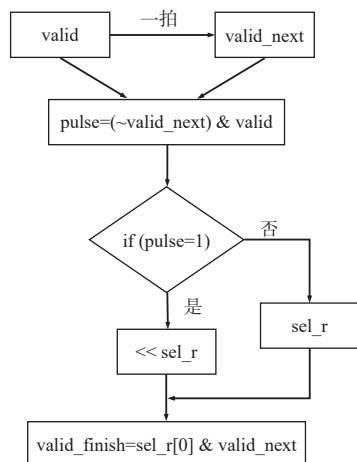 valid
一拍
valid_next
pulse=(~valid_next) & valid
if (pulse=1)
否
是
<< sel_r
sel_r
valid_finish=sel_r[0] & valid_next